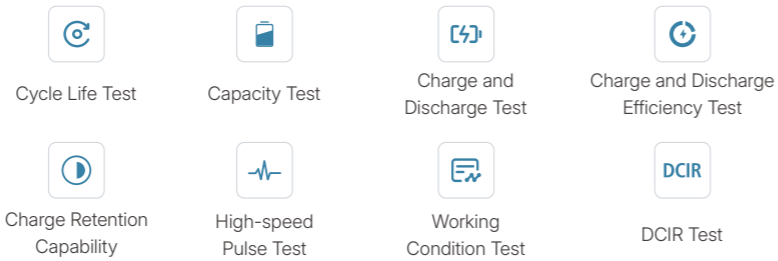 Cycle Life Test
Capacity Test
Charge and
Discharge Test
Charge and Discharge
Efficiency Test
DCIR
Charge Retention
Capability
High-speed
Pulse Test
Working
Condition Test
DCIR Test